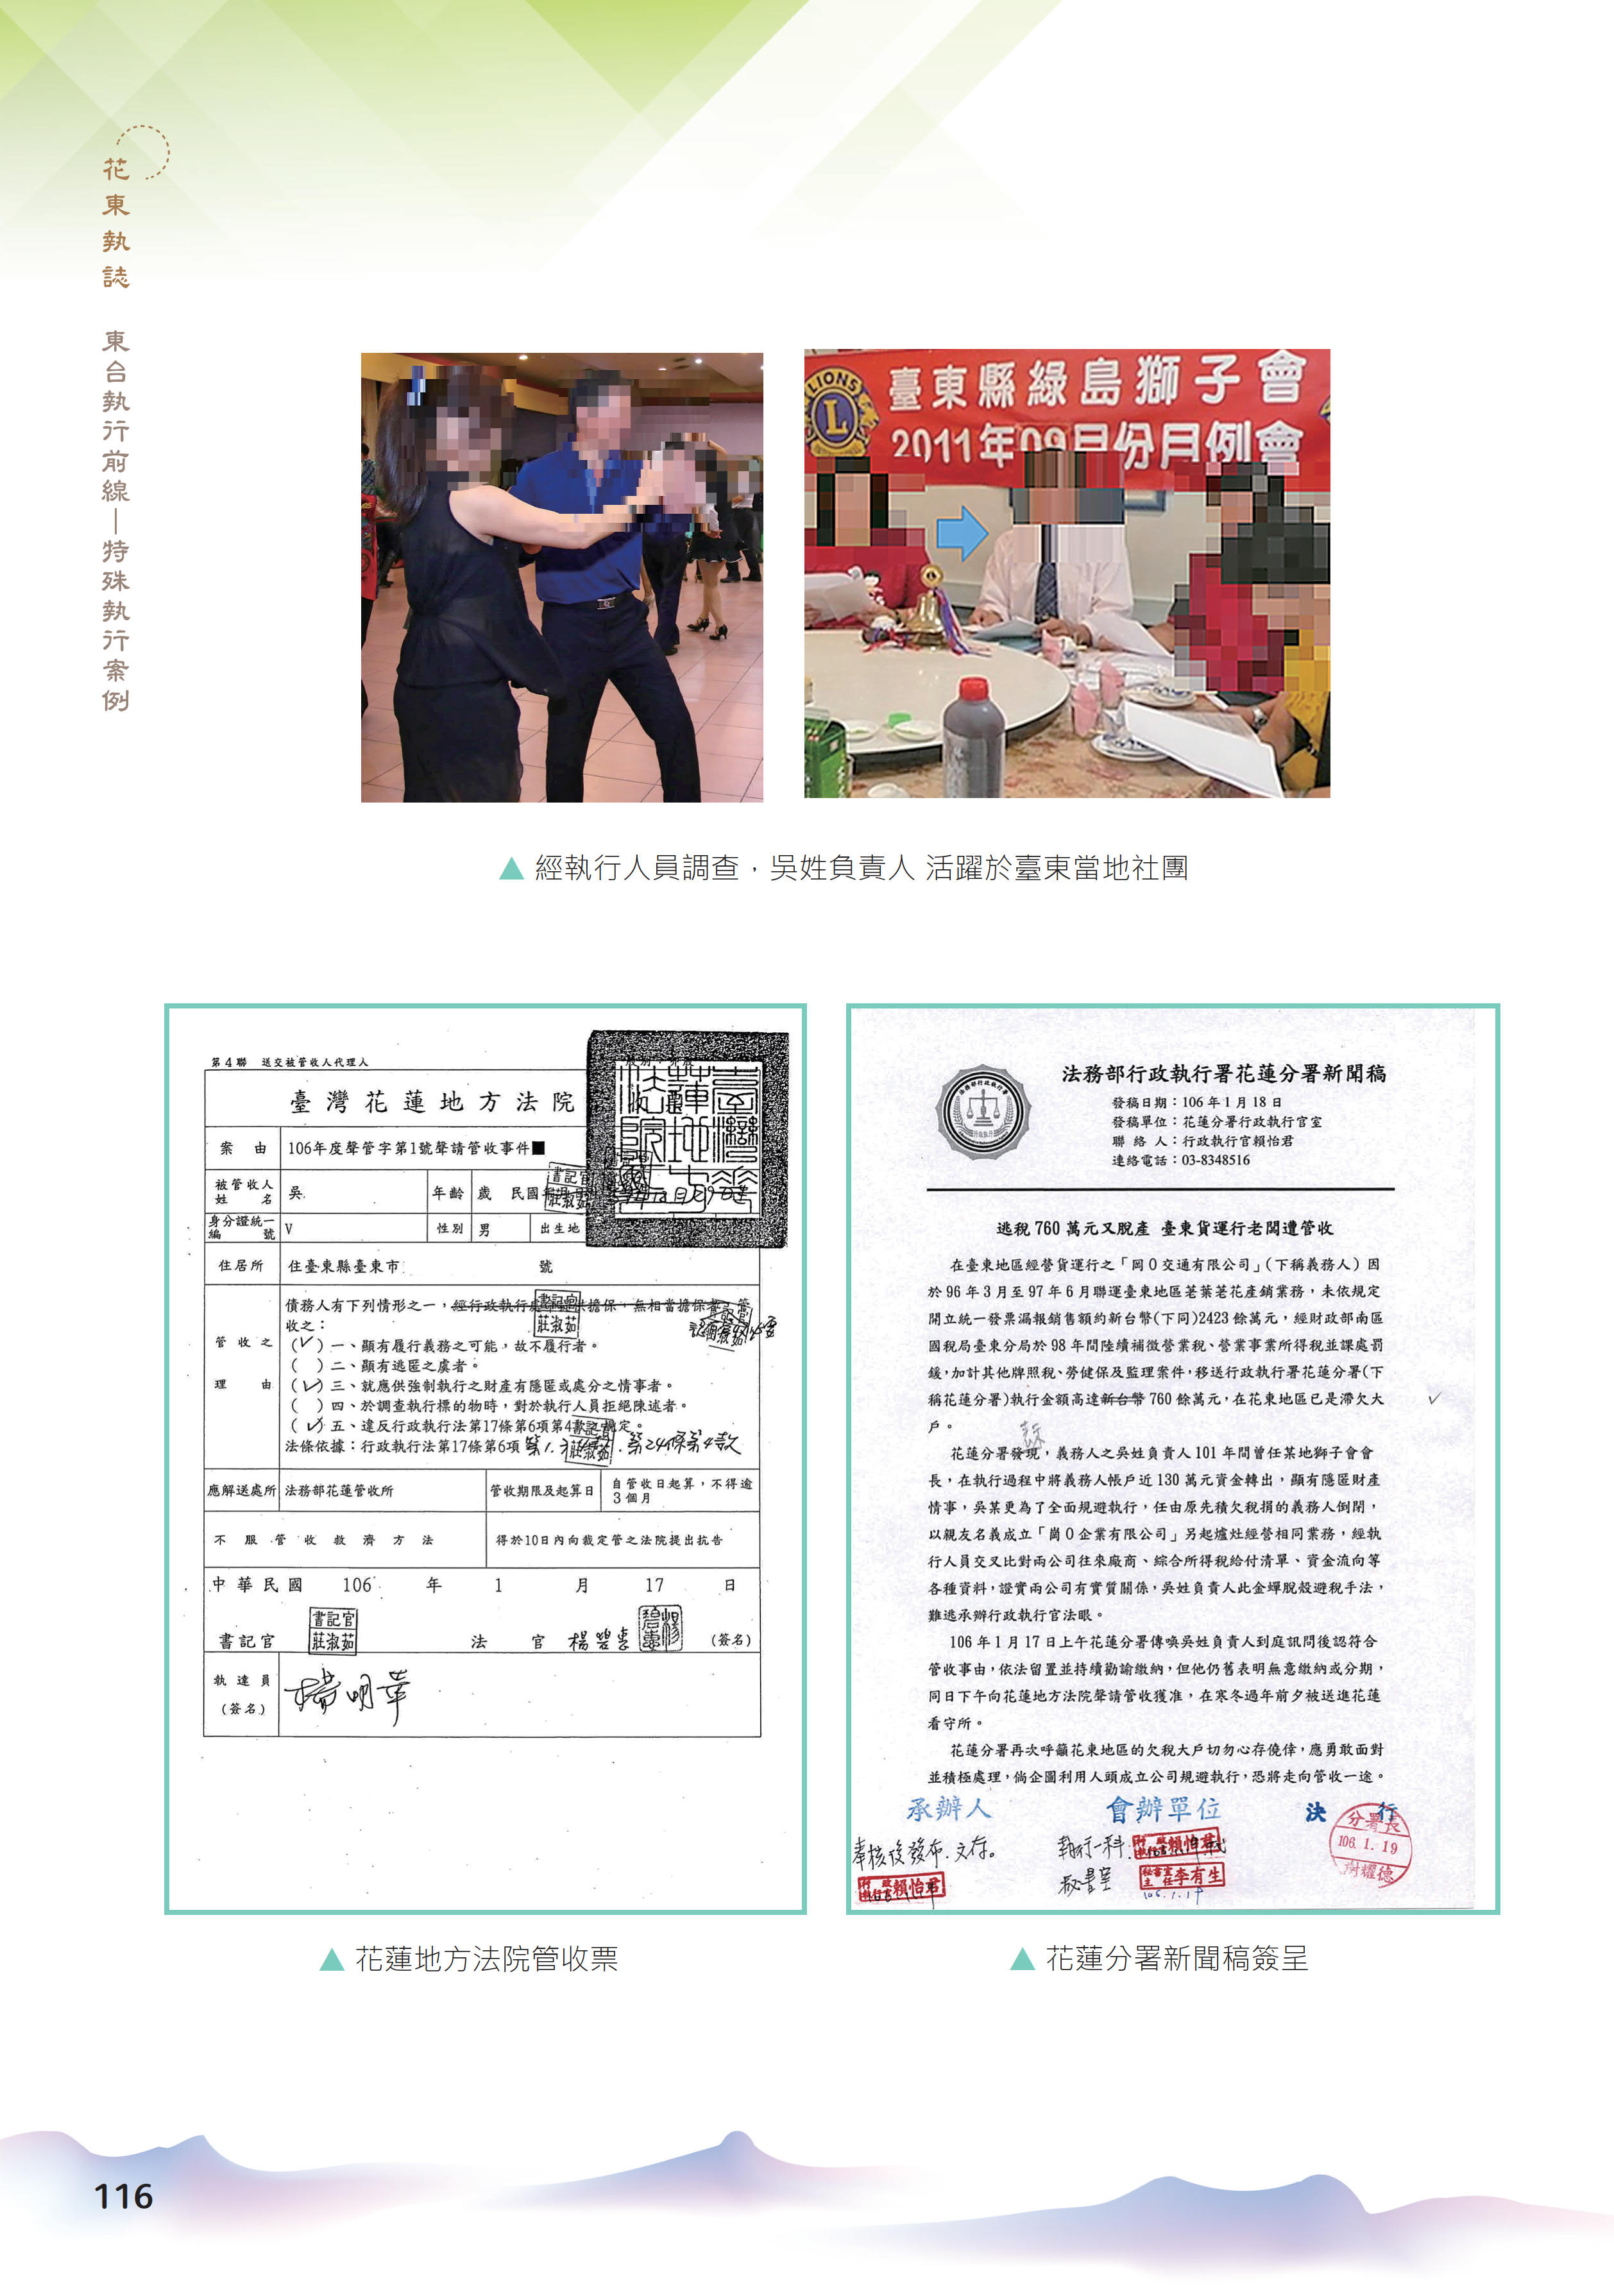 花東執誌 東台執行前線—特殊執行案例
LIONS
L
臺東縣綠島獅子會
2011年09月份月例會
▲ 經執行人員調查，吳姓負責人 活躍於臺東當地社團
第4聯 送交被管收人代理人
臺灣花蓮地方法院
案由 106年度聲管字第1號聲請管收事件
被管收人姓名 吳 年齡 歲 民國
身分證統一編號 V 性別 男 出生地
住居所 住臺東縣臺東市 號
管收之理由
債務人有下列情形之一，經行政執行處命提供擔保，無相當擔保者，管
收之：
(✓) 一、顯有履行義務之可能，故不履行者。
( ) 二、顯有逃匿之虞者。
(✓) 三、就應供強制執行之財產有隱匿或處分之情事者。
( ) 四、於調查執行標的物時，對於執行人員拒絕陳述者。
(✓) 五、違反行政執行法第17條第6項第4款之規定。
法條依據：行政執行法第17條第6項 第24條第4款
應解送處所 法務部花蓮管收所 管收期限及起算日 自管收日起算，不得逾3個月
不服管收救濟方法 得於10日內向裁定管之法院提出抗告
中華民國 106 年 1 月 17 日
書記官 書記官莊淑茹 法官 楊碧惠 (簽名)
執達員(簽名) 楊明華
法務部行政執行署花蓮分署新聞稿
發稿日期：106年1月18日
發稿單位：花蓮分署行政執行官室
聯絡人：行政執行官賴怡君
連絡電話：03-8348516
逃稅760萬元又脫產 臺東貨運行老闆遭管收
在臺東地區經營貨運行之「岡O交通有限公司」(下稱義務人)因
於96年3月至97年6月聯運臺東地區荖葉荖花產銷業務，未依規定
開立統一發票漏報銷售額約新台幣(下同)2423餘萬元，經財政部南區
國稅局臺東分局於98年間陸續補徵營業稅、營業事業所得稅並課處罰
鍰，加計其他牌照稅、勞健保及監理案件，移送行政執行署花蓮分署(下
稱花蓮分署)執行金額高達新台幣760餘萬元，在花東地區已是滯欠大
戶。
花蓮分署發現，義務人之吳姓負責人101年間曾任某地獅子會會
長，在執行過程中將義務人帳戶近130萬元資金轉出，顯有隱匿財產
情事，吳某更為了全面規避執行，任由原先積欠稅捐的義務人倒閉，
以親友名義成立「崗O企業有限公司」另起爐灶經營相同業務，經執
行人員交叉比對兩公司往來廠商、綜合所得稅給付清單、資金流向等
各種資料，證實兩公司有實質關係，吳姓負責人此金蟬脫殼避稅手法，
難逃承辦行政執行官法眼。
106年1月17日上午花蓮分署傳喚吳姓負責人到庭訊問後認符合
管收事由，依法留置並持續勸諭繳納，但他仍舊表明無意繳納或分期，
同日下午向花蓮地方法院聲請管收獲准，在寒冬過年前夕被送進花蓮
看守所。
花蓮分署再次呼籲花東地區的欠稅大戶切勿心存僥倖，應勇敢面對
並積極處理，倘企圖利用人頭成立公司規避執行，恐將走向管收一途。
承辦人 會辦單位 決行
奉核後發布．文存。
行政執行官賴怡君
執行一科
行政執行官賴怡君
秘書室
秘書室主任李有生
106.1.19
分署長
106.1.19
謝耀德
▲ 花蓮地方法院管收票
▲ 花蓮分署新聞稿簽呈
116